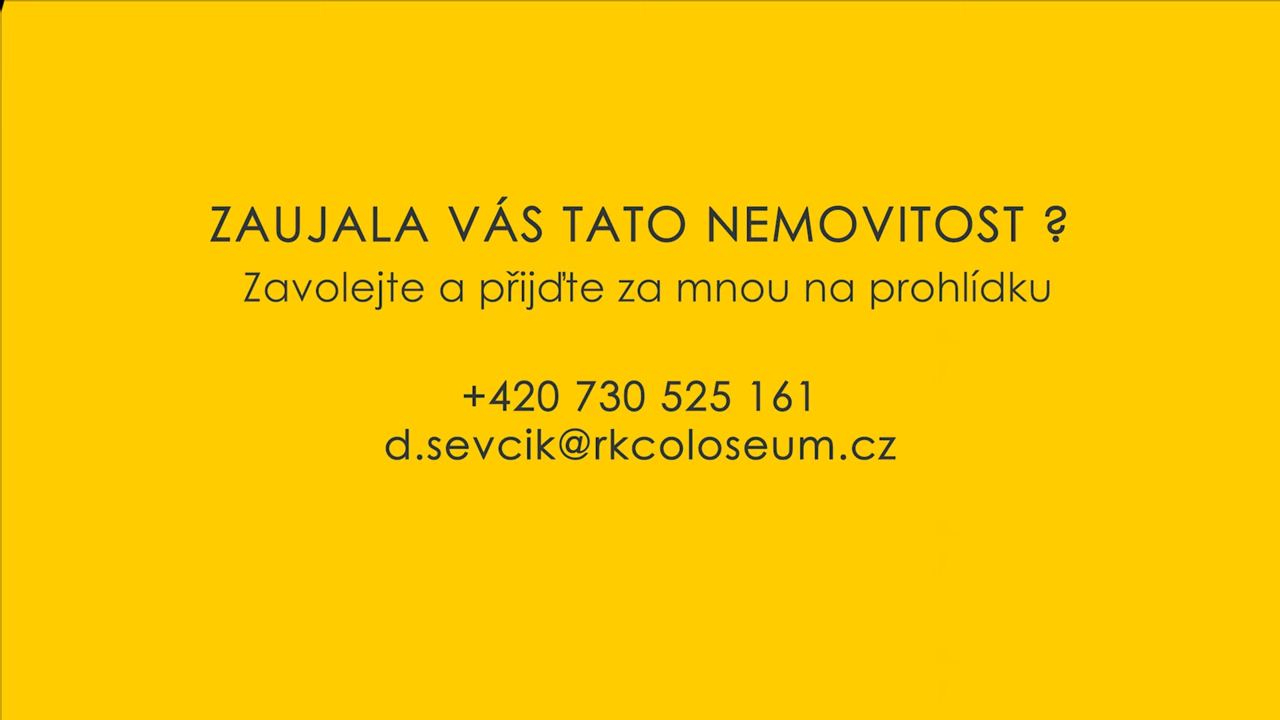 ZAUJALA VÁS TATO NEMOVITOST ?
Zavolejte a přijďte za mnou na prohlídku
+420 730 525 161
d.sevcik@rkcoloseum.cz